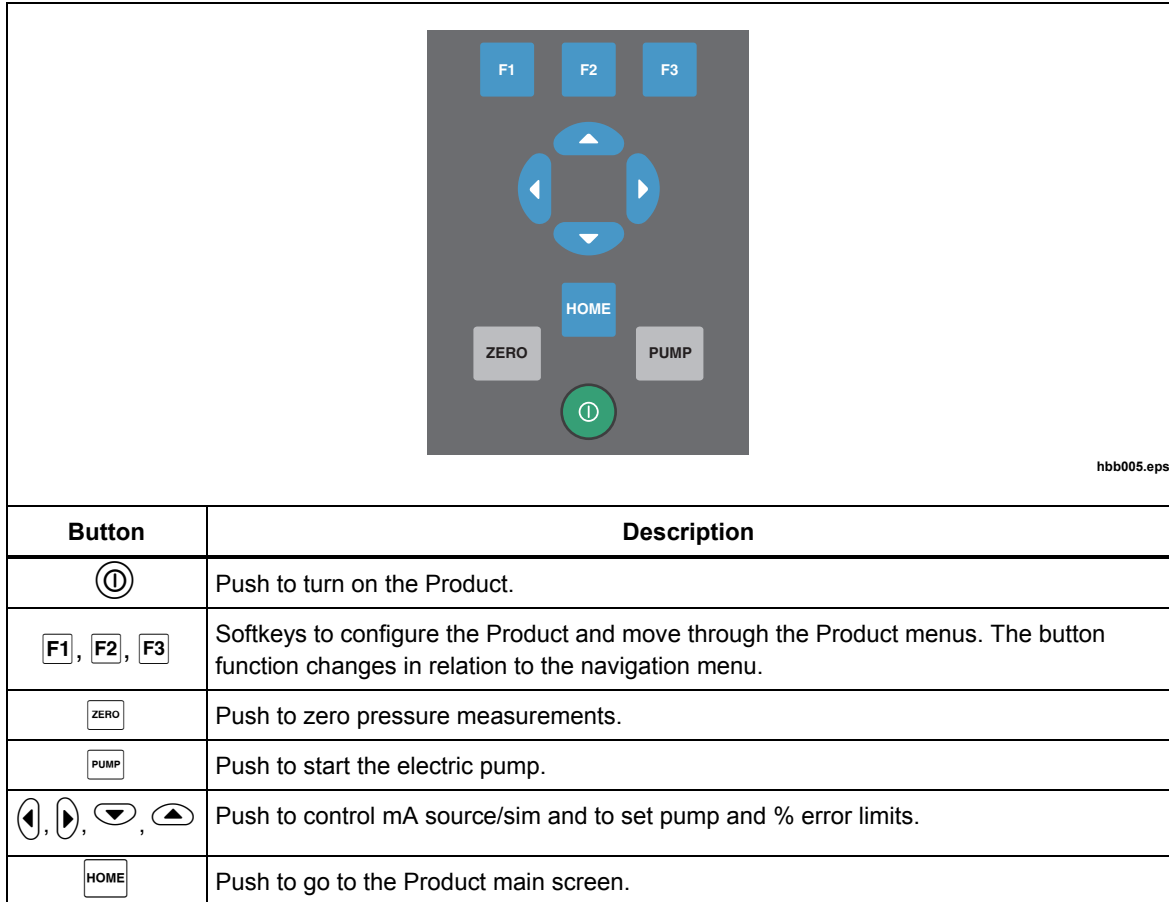 F1 F2 F3
HOME
ZERO PUMP
hbb005.eps
Button Description
Push to turn on the Product.
F1, F2, F3 Softkeys to configure the Product and move through the Product menus. The button
function changes in relation to the navigation menu.
ZERO Push to zero pressure measurements.
PUMP Push to start the electric pump.
, , , Push to control mA source/sim and to set pump and % error limits.
HOME Push to go to the Product main screen.